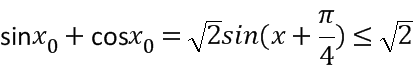 sinx₀ + cosx₀ = √2sin(x + π/4) ≤ √2